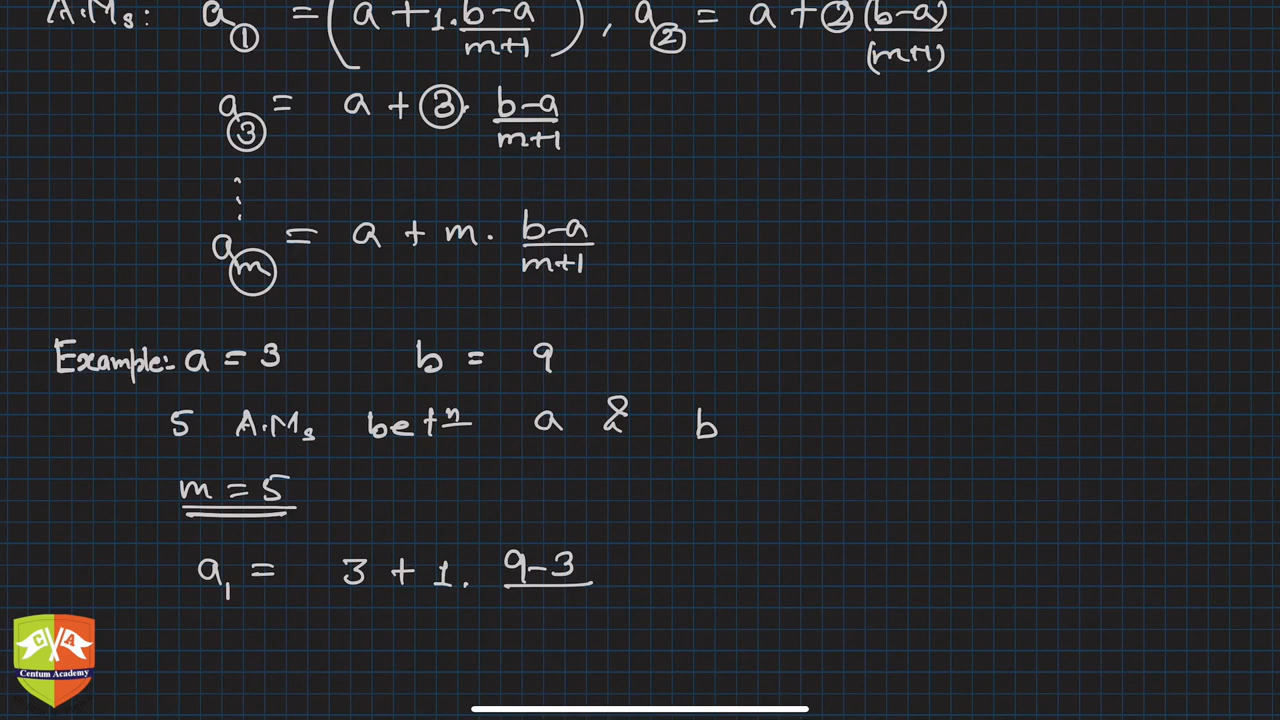 A.Ms: a① = (a + 1. b-a / m+1), a② = a + ② (b-a) / (m+1)
a③ = a + ③. b-a / m+1
⋮
aⓜ = a + m. b-a / m+1
Example:- a = 3 b = 9
5 A.Ms betⁿ a & b
m = 5
a₁ = 3 + 1. 9-3
C A
Centum Academy